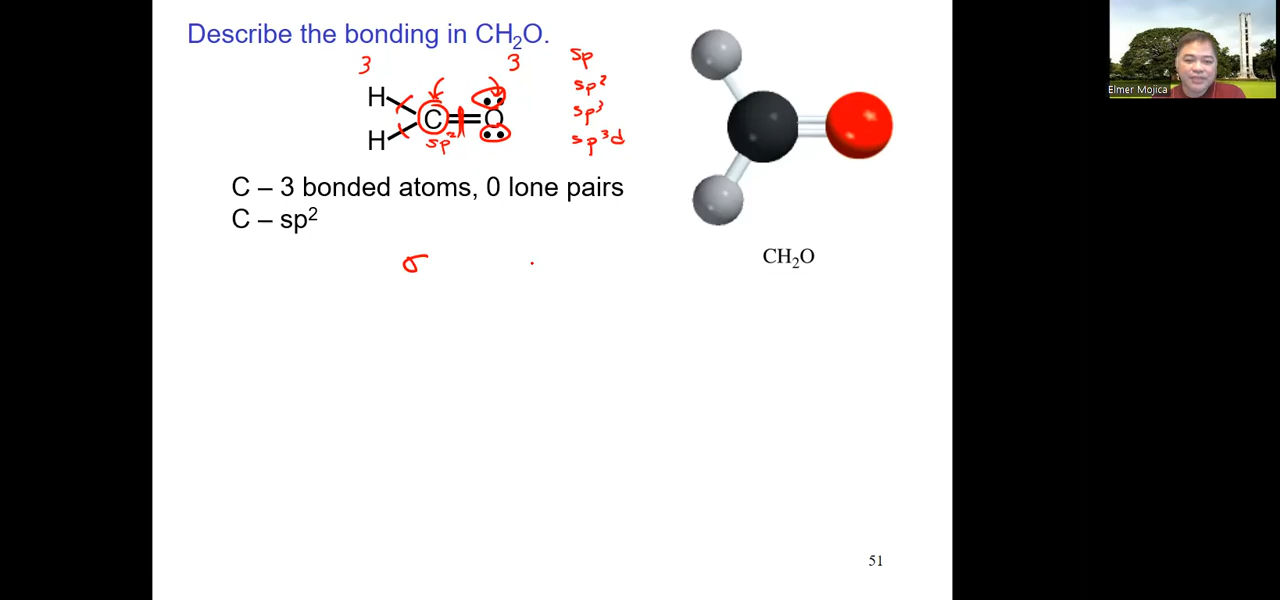 Describe the bonding in CH₂O.
3
3
sp
sp²
sp³
sp³d
H
H
C
O
sp²
C – 3 bonded atoms, 0 lone pairs
C – sp²
σ
CH₂O
51
Elmer Mojica